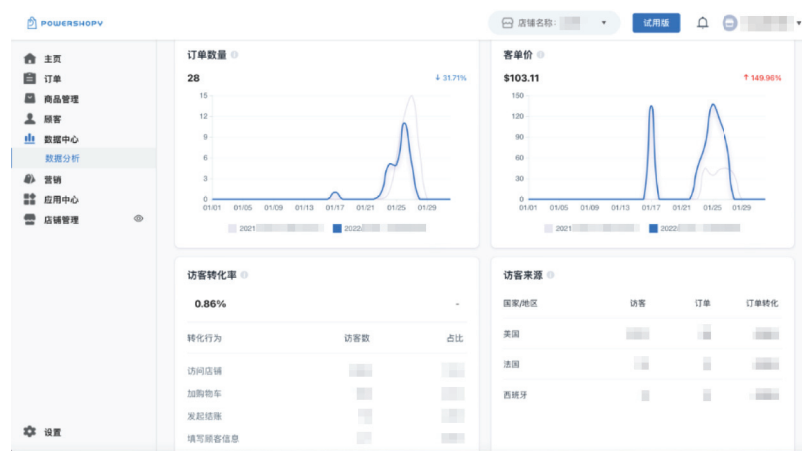 POWERSHOPY
店铺名称:
试用版
主页
订单
商品管理
顾客
数据中心
数据分析
营销
应用中心
店铺管理
设置
订单数量
28
31.71%
15
12
9
6
3
0
01/01 01/05 01/09 01/13 01/17 01/21 01/25 01/29
2021 2022
客单价
$103.11
149.96%
150
120
90
60
30
0
01/01 01/05 01/09 01/13 01/17 01/21 01/25 01/29
2021 2022
访客转化率
0.86% -
转化行为 访客数 占比
访问店铺
加购物车
发起结账
填写顾客信息
访客来源
国家/地区 访客 订单 订单转化
美国
法国
西班牙